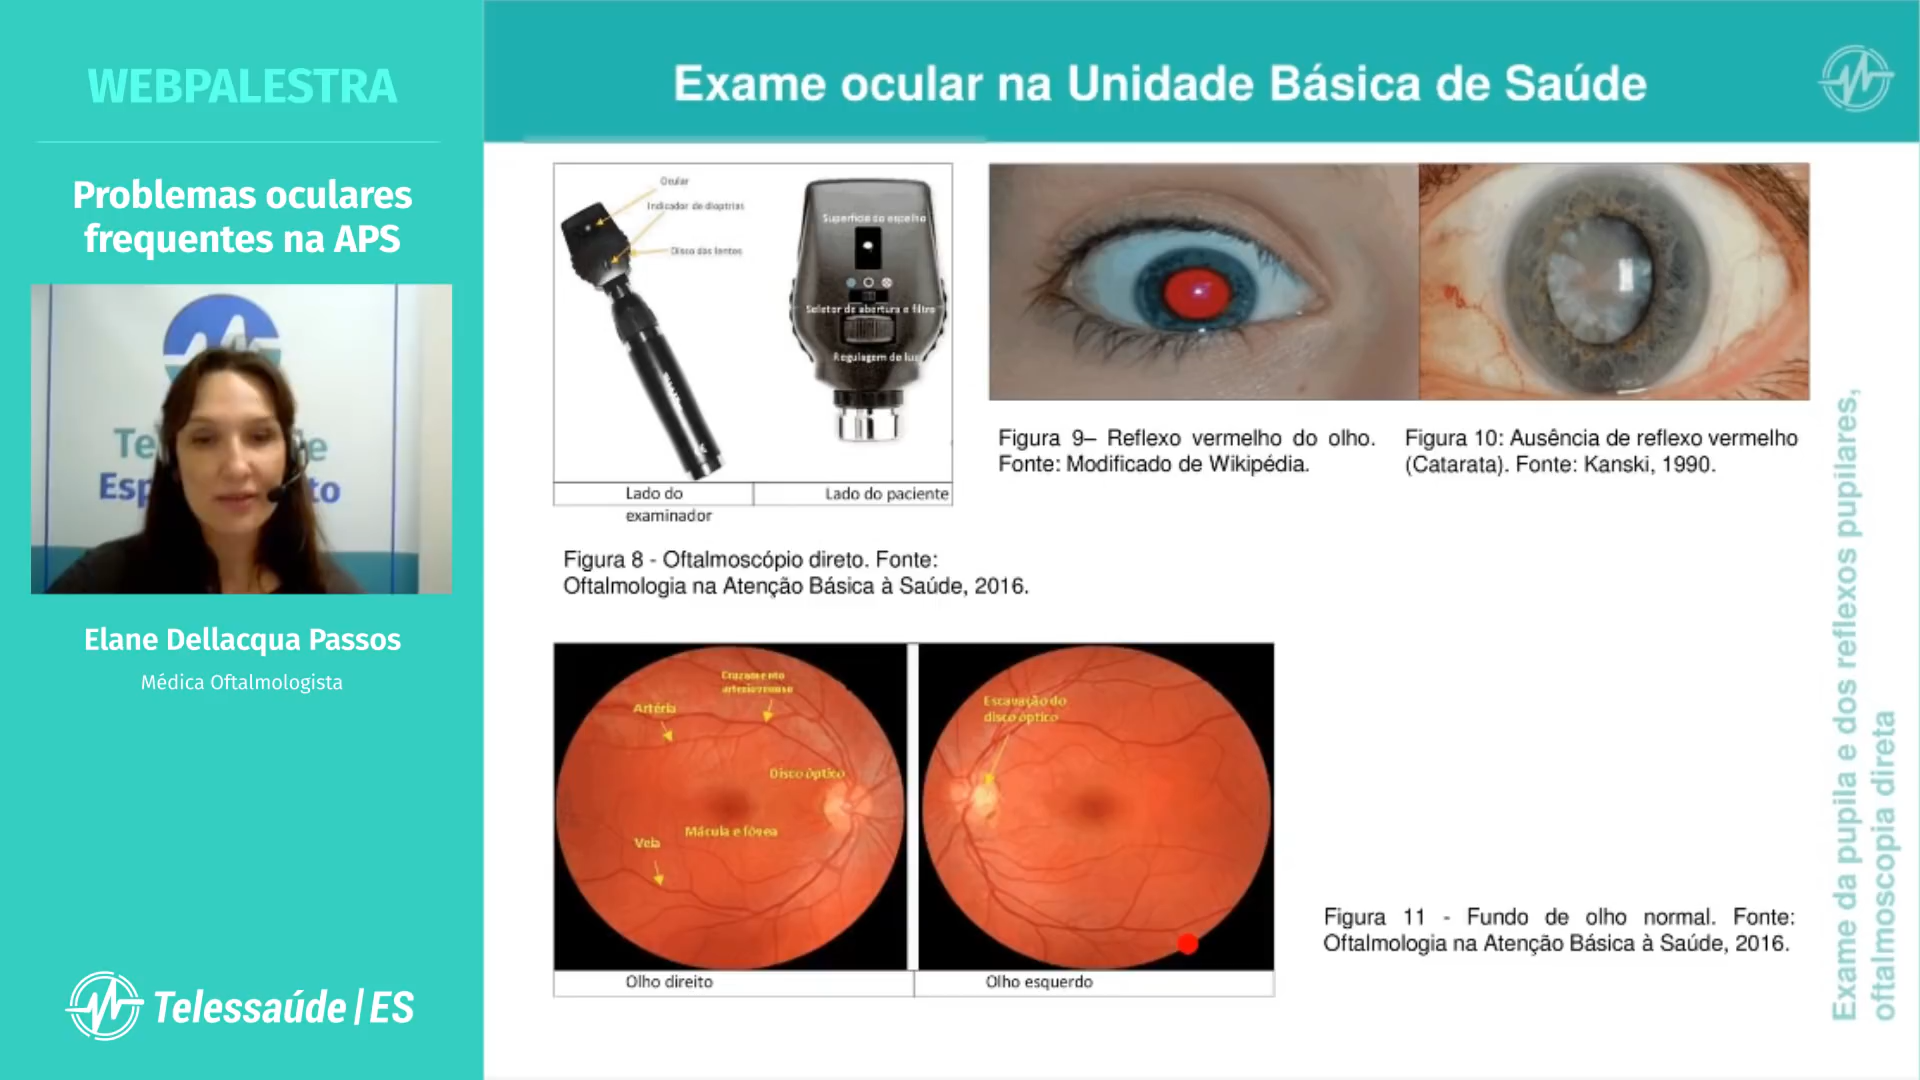 WEBPALESTRA
Problemas oculares
frequentes na APS
Elane Dellacqua Passos
Médica Oftalmologista
Telessaúde|ES
Exame ocular na Unidade Básica de Saúde
Ocular
Indicador de dioptrias
Disco das lentes
Superfície do espelho
Seletor de abertura e filtro
Regulagem de luz
Lado do
examinador
Lado do paciente
Figura 8 - Oftalmoscópio direto. Fonte:
Oftalmologia na Atenção Básica à Saúde, 2016.
Figura 9– Reflexo vermelho do olho.
Fonte: Modificado de Wikipédia.
Figura 10: Ausência de reflexo vermelho
(Catarata). Fonte: Kanski, 1990.
Cruzamento
arteriovenoso
Artéria
Disco óptico
Mácula e fóvea
Veia
Escavação do
disco óptico
Olho direito
Olho esquerdo
Figura 11 - Fundo de olho normal. Fonte:
Oftalmologia na Atenção Básica à Saúde, 2016.
Exame da pupila e dos reflexos pupilares,
oftalmoscopia direta